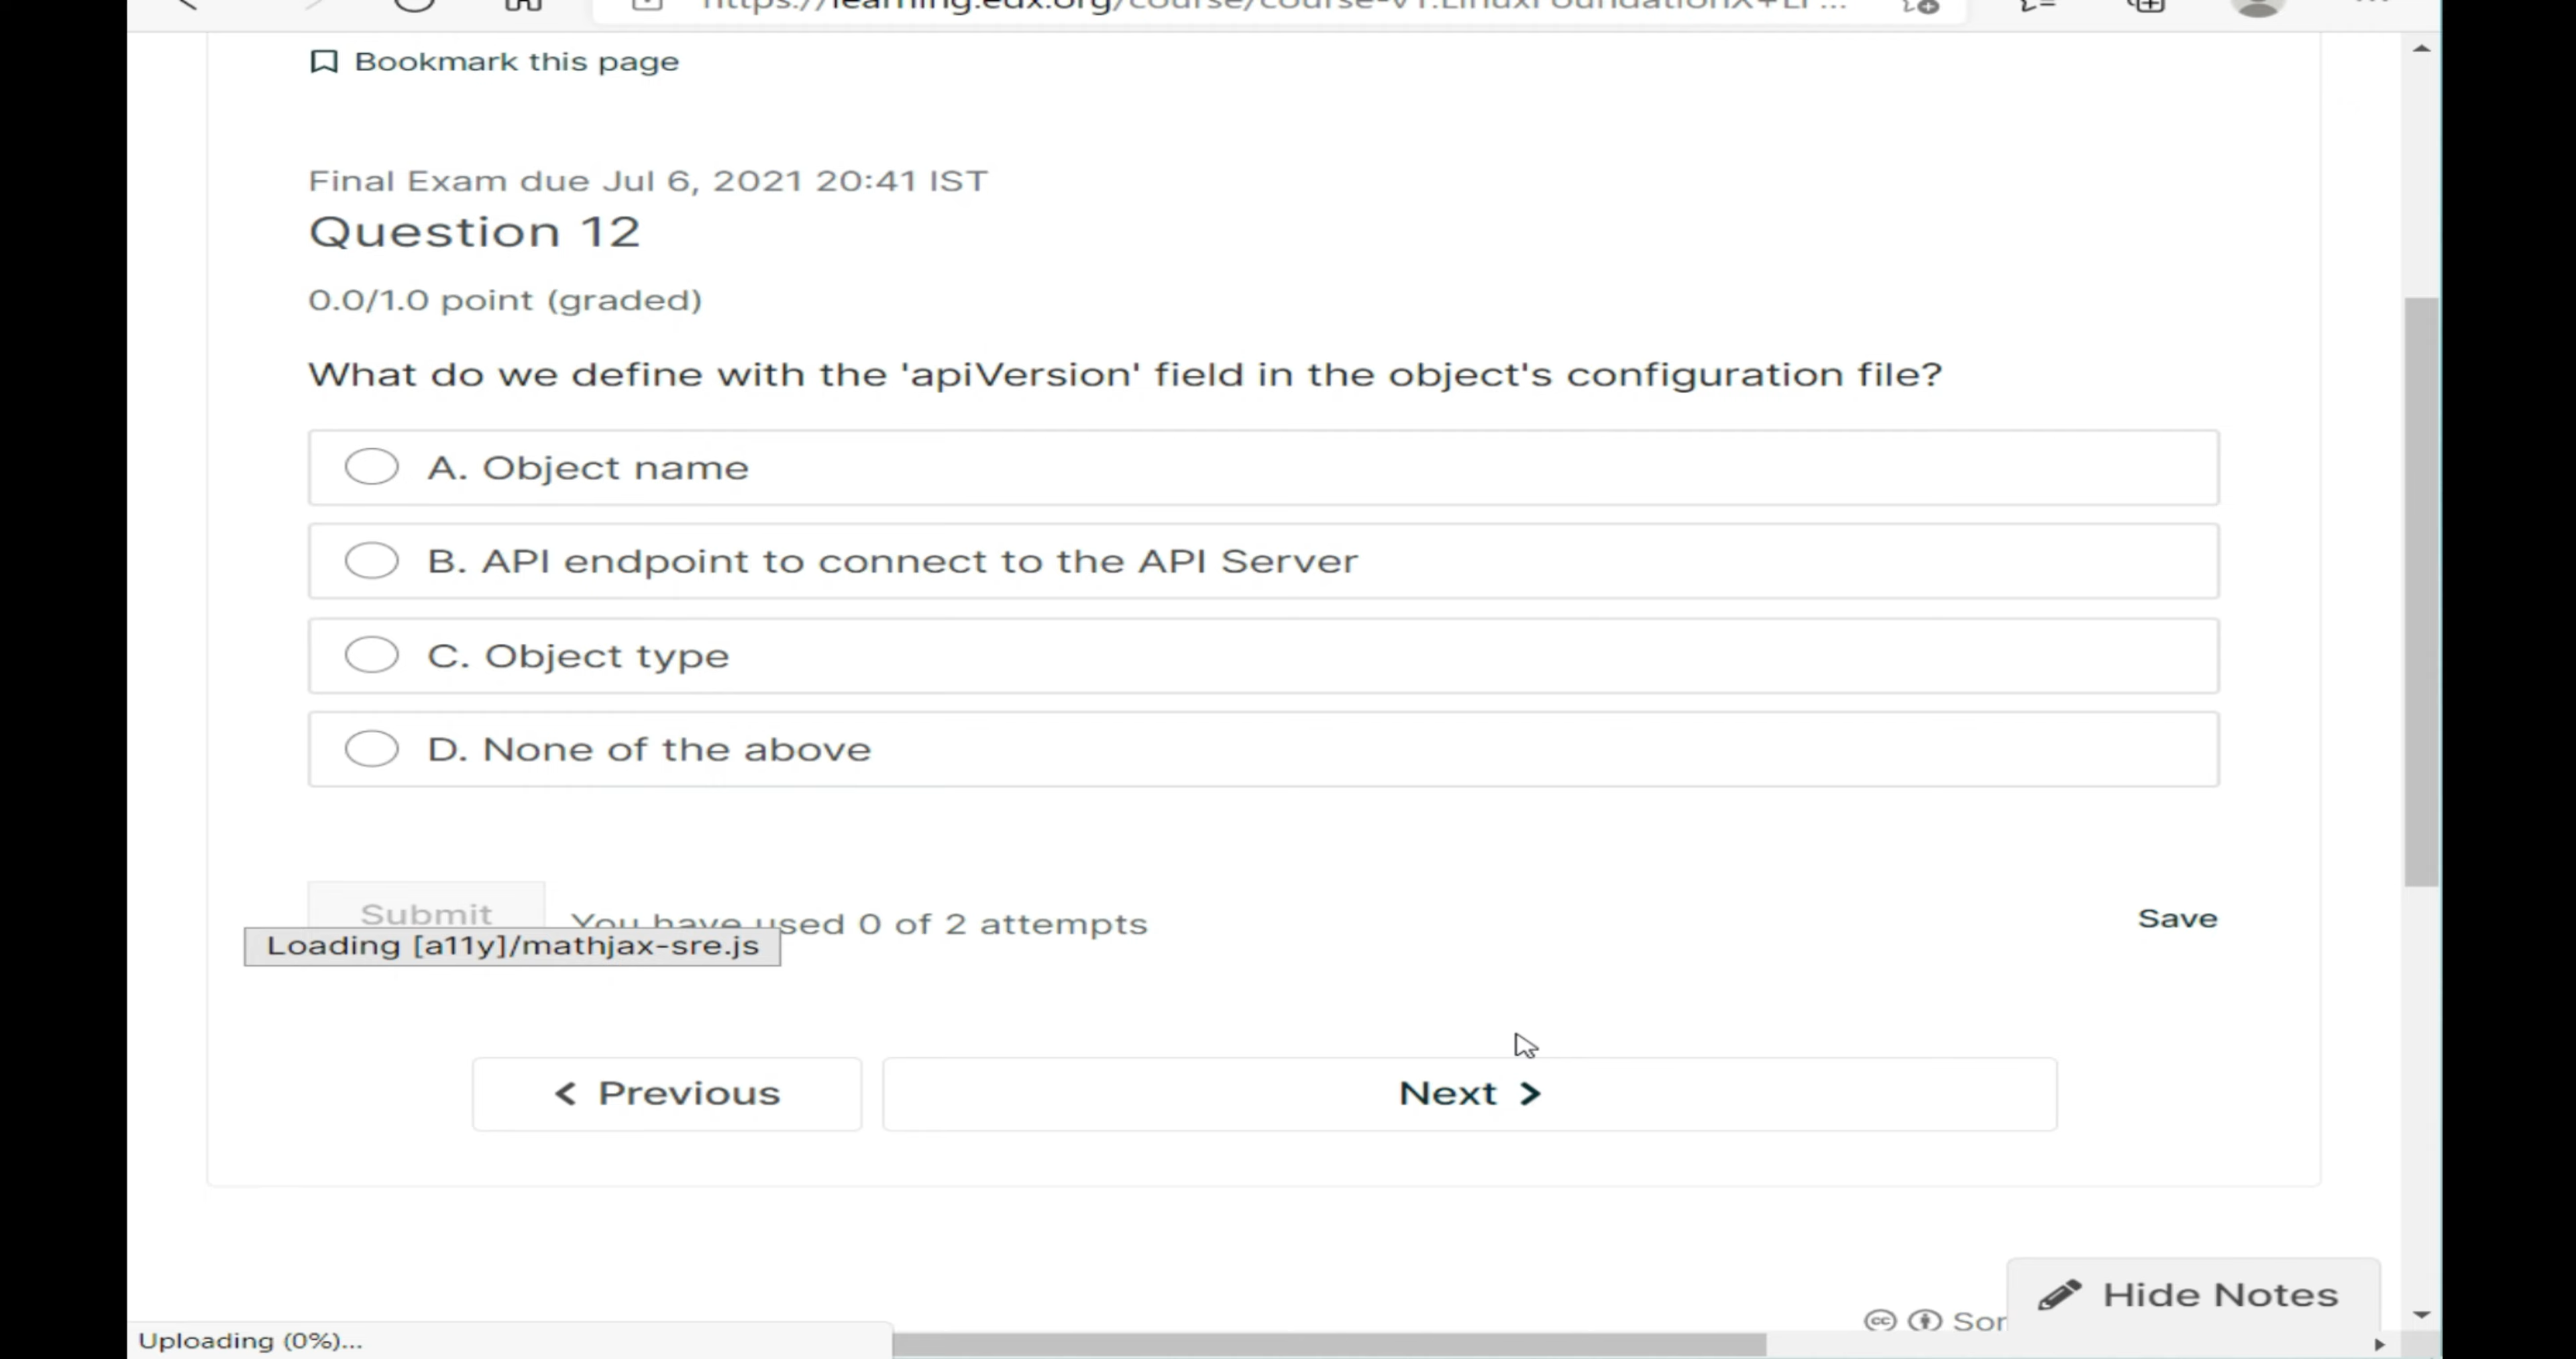 Bookmark this page
Final Exam due Jul 6, 2021 20:41 IST
Question 12
0.0/1.0 point (graded)
What do we define with the 'apiVersion' field in the object's configuration file?
A. Object name
B. API endpoint to connect to the API Server
C. Object type
D. None of the above
Submit
You have used 0 of 2 attempts
Save
Loading [a11y]/mathjax-sre.js
Previous
Next
Hide Notes
Uploading (0%)...